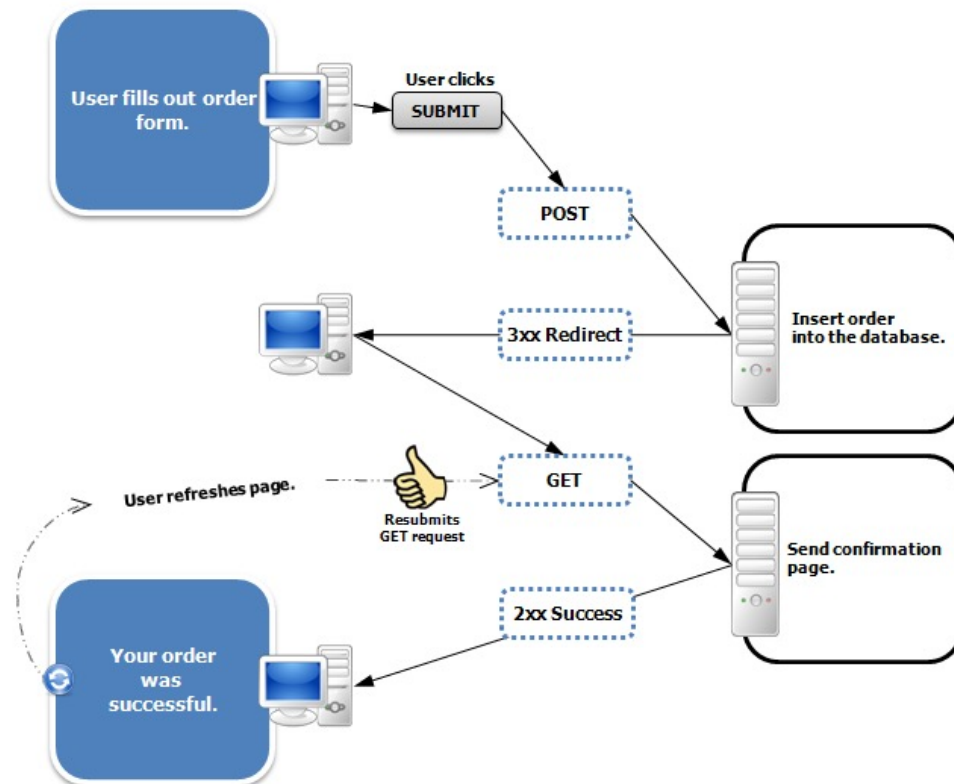 User fills out order
form.
User clicks
SUBMIT
POST
3xx Redirect
Insert order
into the database.
User refreshes page.
Resubmits
GET request
GET
Send confirmation
page.
2xx Success
Your order
was
successful.